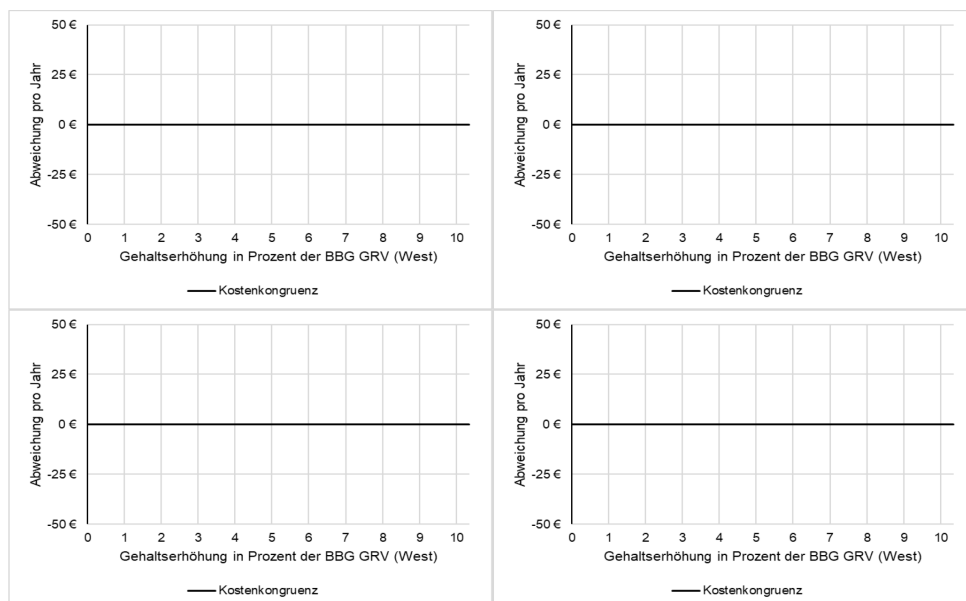 50 €
25 €
0 €
-25 €
-50 €
Abweichung pro Jahr
0 1 2 3 4 5 6 7 8 9 10
Gehaltserhöhung in Prozent der BBG GRV (West)
Kostenkongruenz
50 €
25 €
0 €
-25 €
-50 €
Abweichung pro Jahr
0 1 2 3 4 5 6 7 8 9 10
Gehaltserhöhung in Prozent der BBG GRV (West)
Kostenkongruenz
50 €
25 €
0 €
-25 €
-50 €
Abweichung pro Jahr
0 1 2 3 4 5 6 7 8 9 10
Gehaltserhöhung in Prozent der BBG GRV (West)
Kostenkongruenz
50 €
25 €
0 €
-25 €
-50 €
Abweichung pro Jahr
0 1 2 3 4 5 6 7 8 9 10
Gehaltserhöhung in Prozent der BBG GRV (West)
Kostenkongruenz